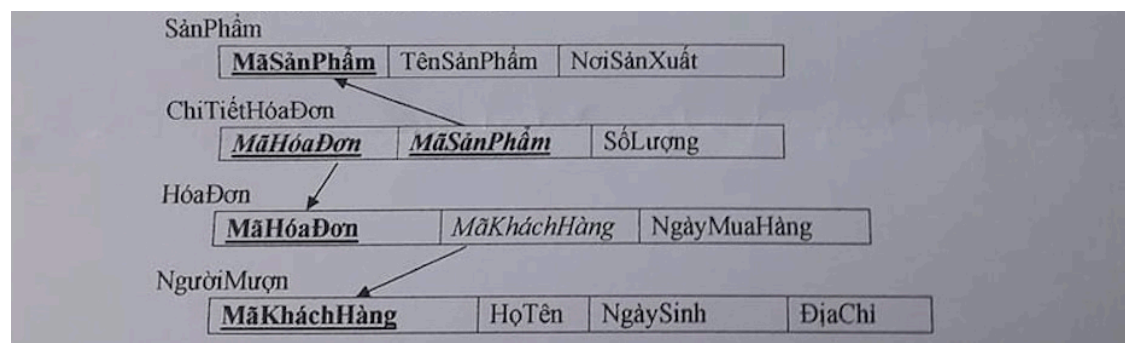 SảnPhẩm
MãSảnPhẩm TênSảnPhẩm NơiSảnXuất
ChiTiếtHóaĐơn
MãHóaĐơn MãSảnPhẩm SốLượng
HóaĐơn
MãHóaĐơn MãKháchHàng NgàyMuaHàng
NgườiMượn
MãKháchHàng HọTên NgàySinh ĐịaChỉ